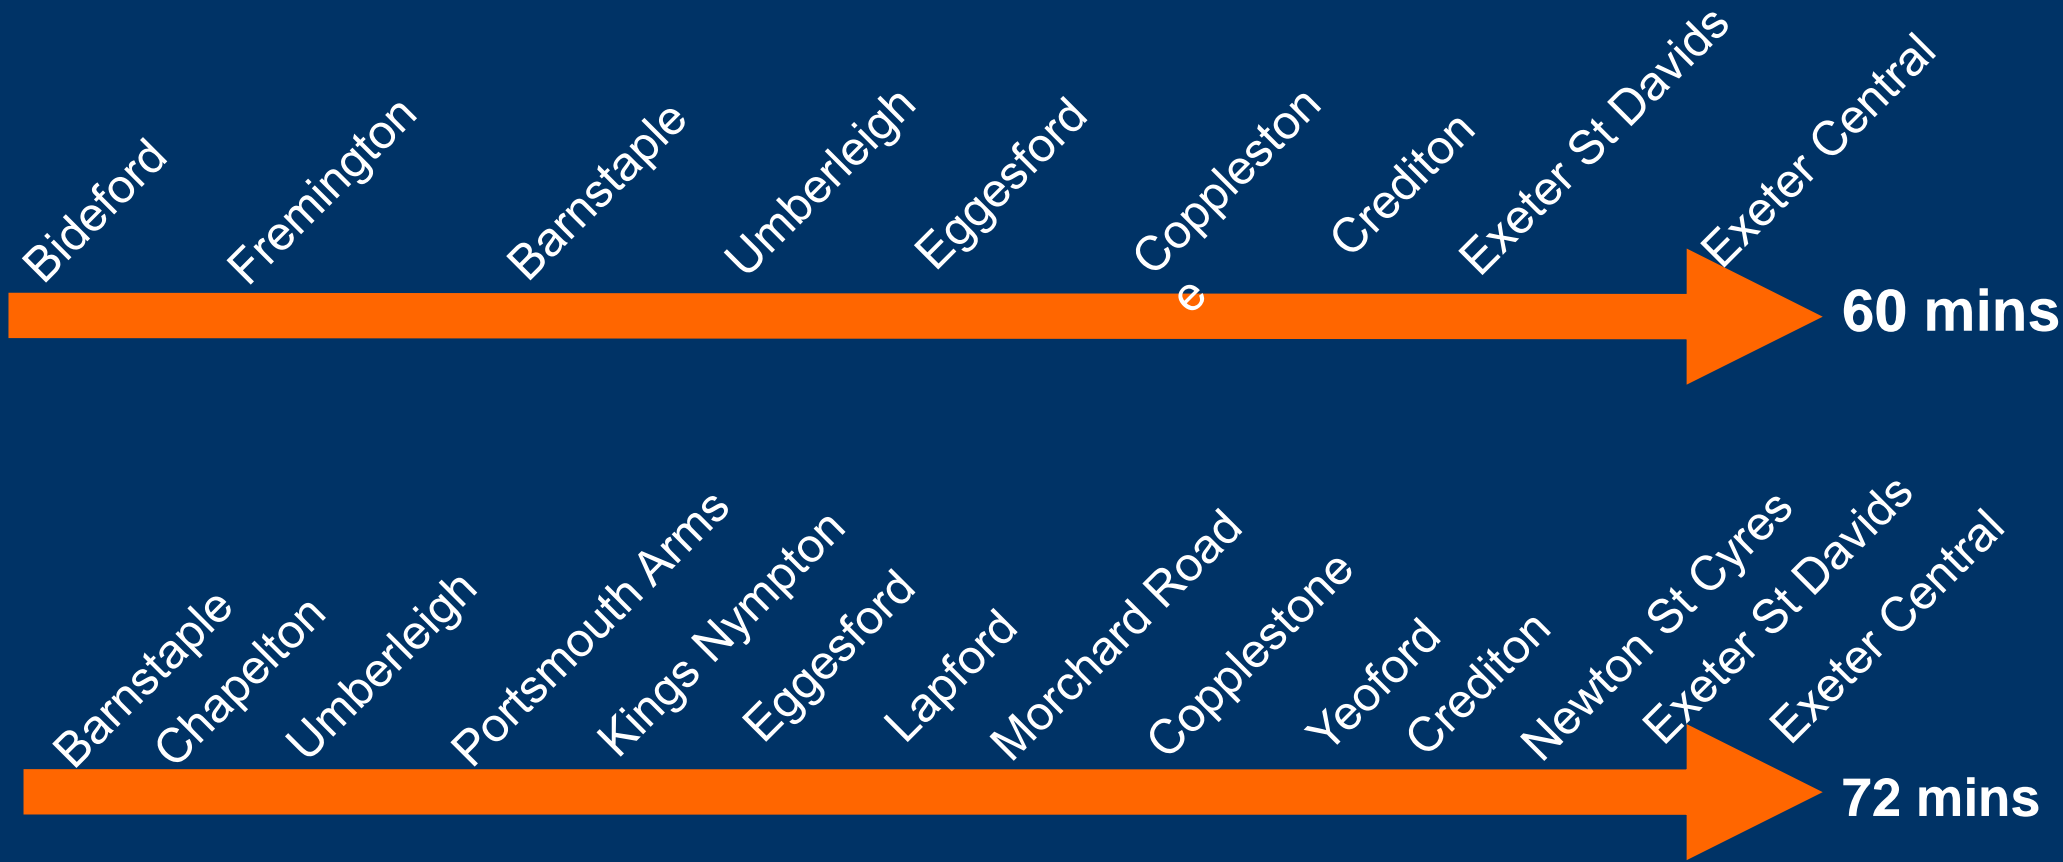 Bideford
Fremington
Barnstaple
Umberleigh
Eggesford
Coppleston
e
Crediton
Exeter St Davids
Exeter Central
60 mins
Barnstaple
Chapelton
Umberleigh
Portsmouth Arms
Kings Nympton
Eggesford
Lapford
Morchard Road
Copplestone
Yeoford
Crediton
Newton St Cyres
Exeter St Davids
Exeter Central
72 mins